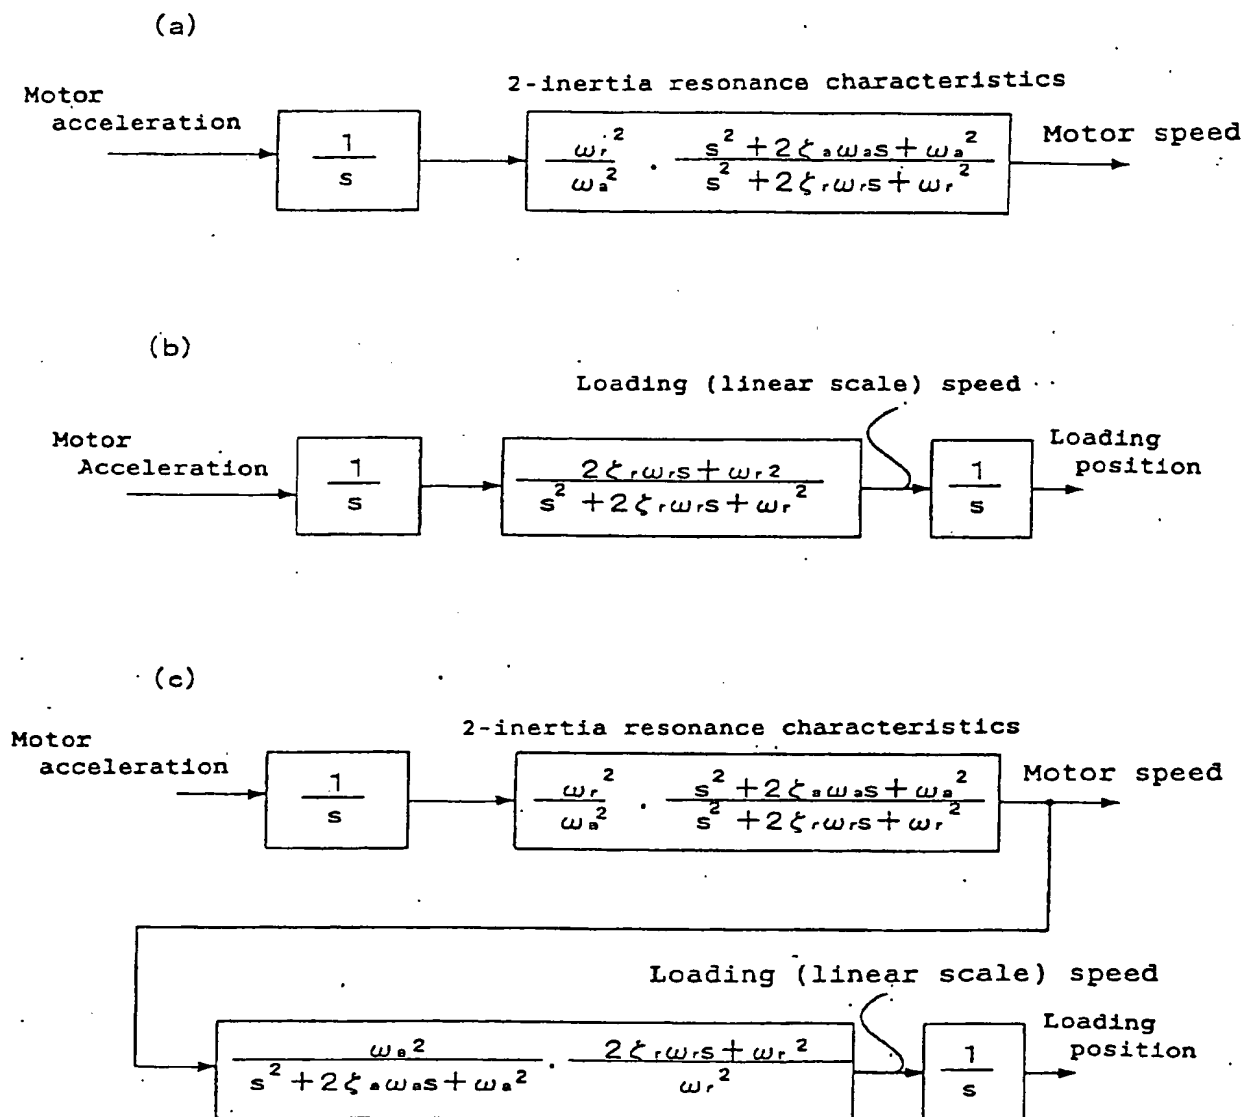 (a)
2-inertia resonance characteristics
Motor
acceleration
1/s
ωr²/ωa² · (s² + 2ζaωas + ωa²)/(s² + 2ζrωrs + ωr²)
Motor speed
(b)
Loading (linear scale) speed
Motor
Acceleration
1/s
(2ζrωrs + ωr2)/(s² + 2ζrωrs + ωr²)
1/s
Loading
position
(c)
2-inertia resonance characteristics
Motor
acceleration
1/s
ωr²/ωa² · (s² + 2ζaωas + ωa²)/(s² + 2ζrωrs + ωr²)
Motor speed
Loading (linear scale) speed
ωa²/(s² + 2ζaωas + ωa²) · (2ζrωrs + ωr²)/ωr²
1/s
Loading
position